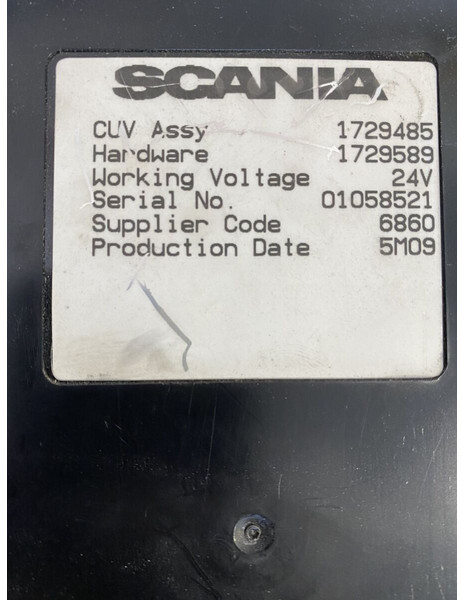 SCANIA
CUV Assy 1729485
Hardware 1729589
Working Voltage 24V
Serial No. 01058521
Supplier Code 6860
Production Date 5M09